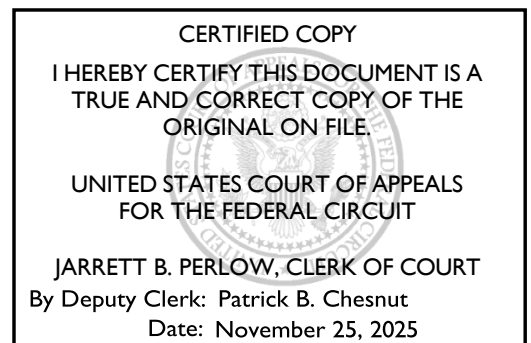 CERTIFIED COPY
I HEREBY CERTIFY THIS DOCUMENT IS A
TRUE AND CORRECT COPY OF THE
ORIGINAL ON FILE.
UNITED STATES COURT OF APPEALS
FOR THE FEDERAL CIRCUIT
JARRETT B. PERLOW, CLERK OF COURT
By Deputy Clerk: Patrick B. Chesnut
Date: November 25, 2025